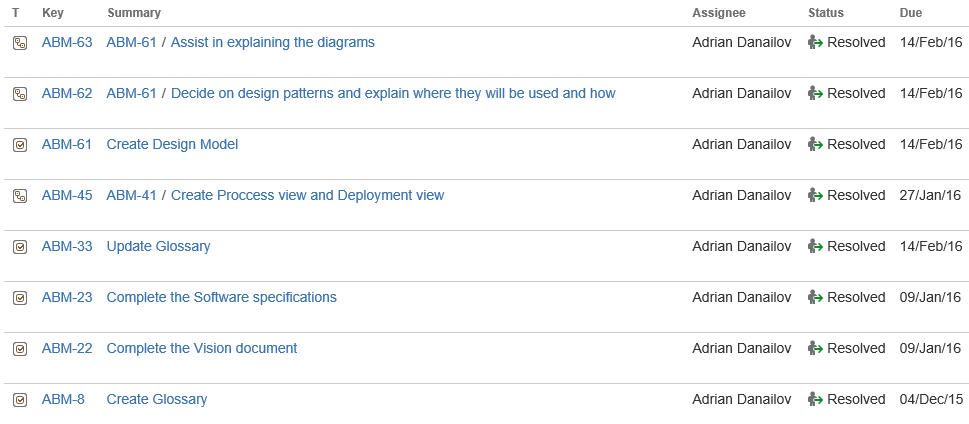 T Key Summary Assignee Status Due
ABM-63 ABM-61 / Assist in explaining the diagrams Adrian Danailov Resolved 14/Feb/16
ABM-62 ABM-61 / Decide on design patterns and explain where they will be used and how Adrian Danailov Resolved 14/Feb/16
ABM-61 Create Design Model Adrian Danailov Resolved 14/Feb/16
ABM-45 ABM-41 / Create Proccess view and Deployment view Adrian Danailov Resolved 27/Jan/16
ABM-33 Update Glossary Adrian Danailov Resolved 14/Feb/16
ABM-23 Complete the Software specifications Adrian Danailov Resolved 09/Jan/16
ABM-22 Complete the Vision document Adrian Danailov Resolved 09/Jan/16
ABM-8 Create Glossary Adrian Danailov Resolved 04/Dec/15